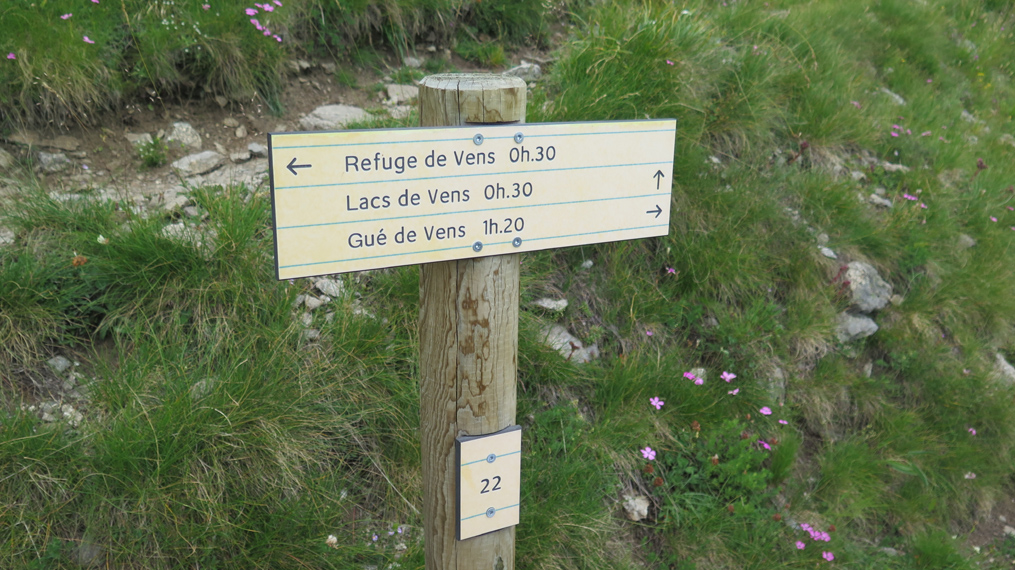 ← Refuge de Vens 0h.30
Lacs de Vens 0h.30 ↑
Gué de Vens 1h.20 →
22